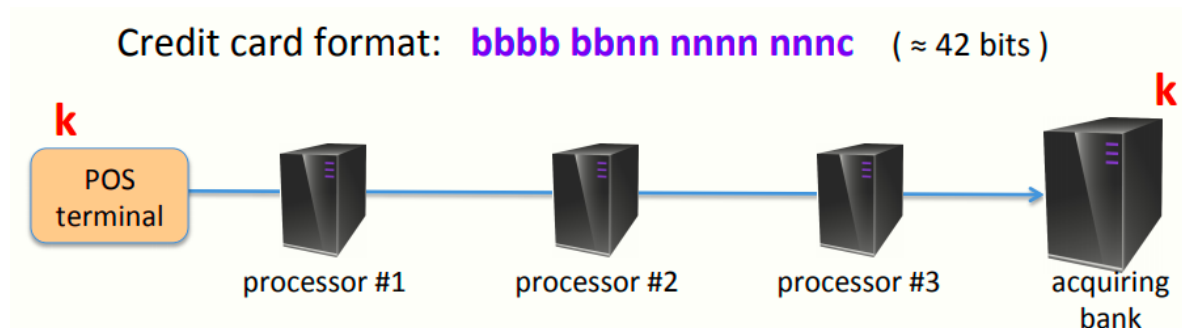 Credit card format: bbbb bbnn nnnn nnnc ( ≈ 42 bits )
k
k
POS
terminal
processor #1
processor #2
processor #3
acquiring
bank